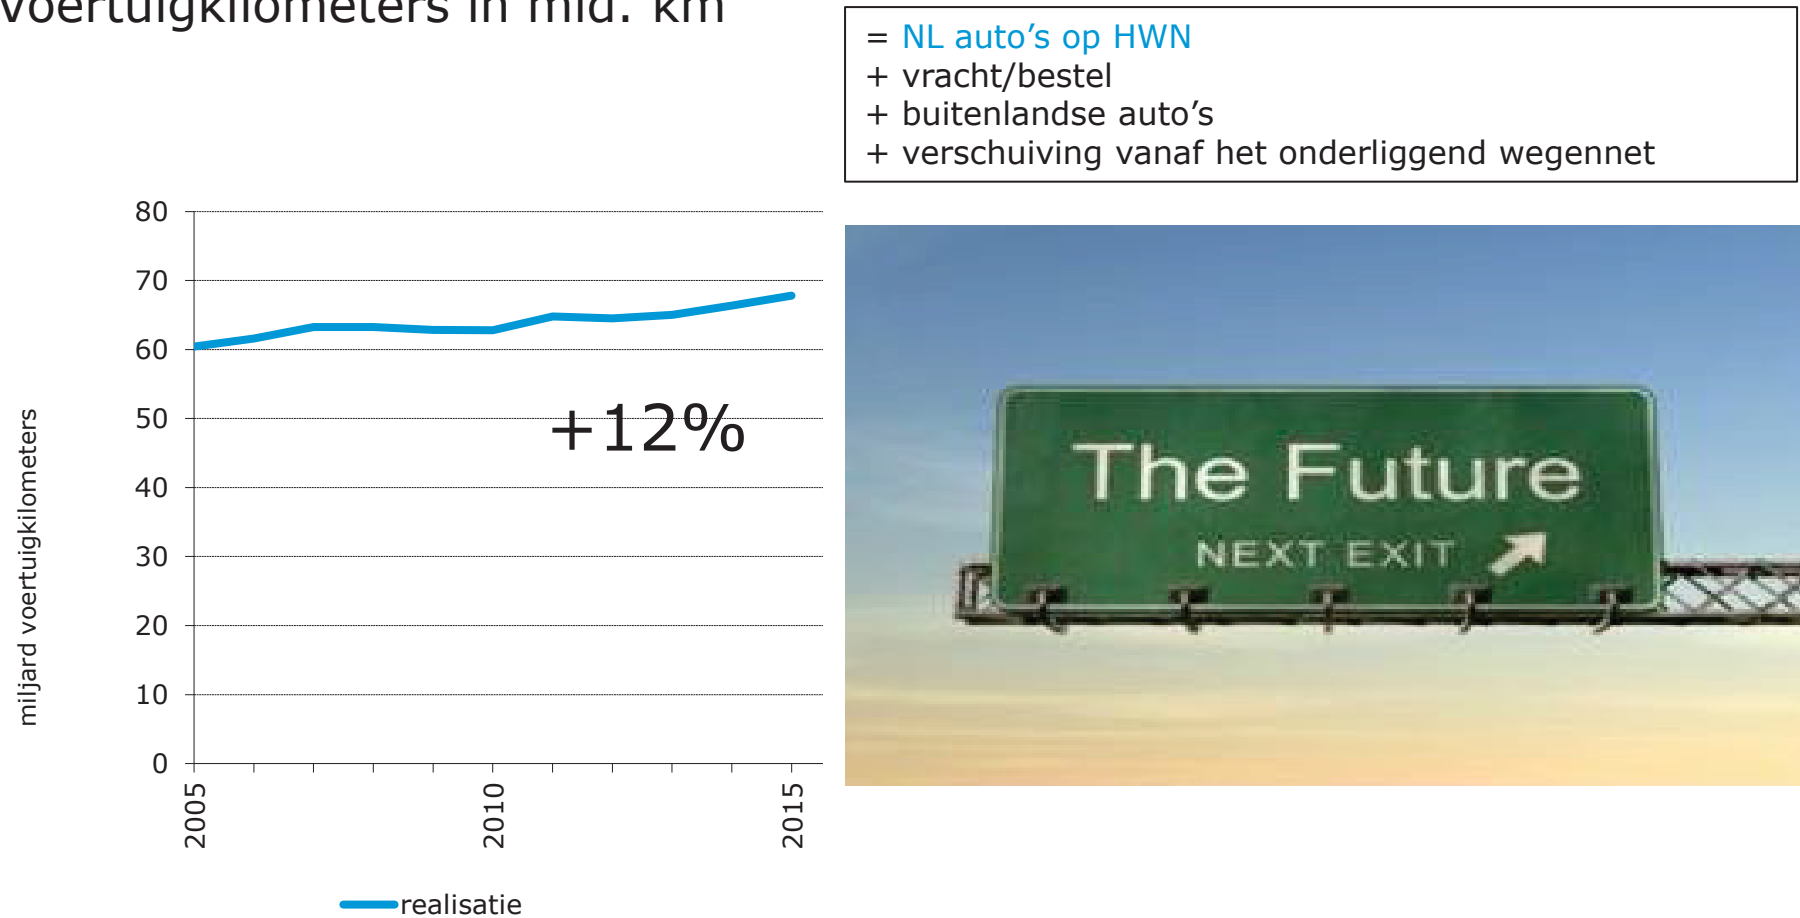 voertuigkilometers in mld. km
= NL auto’s op HWN
+ vracht/bestel
+ buitenlandse auto’s
+ verschuiving vanaf het onderliggend wegennet
80
70
60
50
40
30
20
10
0
miljard voertuigkilometers
+12%
2005
2010
2015
realisatie
The Future
NEXT EXIT